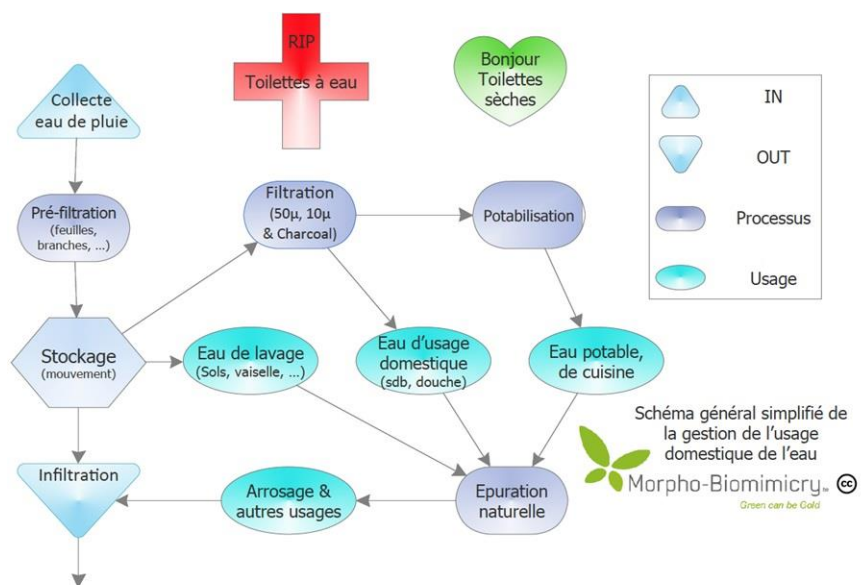 RIP
Toilettes à eau
Bonjour
Toilettes
sèches
Collecte
eau de pluie
IN
OUT
Processus
Usage
Pré-filtration
(feuilles,
branches, ...)
Filtration
(50µ, 10µ
& Charcoal)
Potabilisation
Stockage
(mouvement)
Eau de lavage
(Sols, vaiselle, ...)
Eau d'usage
domestique
(sdb, douche)
Eau potable,
de cuisine
Schéma général simplifié de
la gestion de l'usage
domestique de l'eau
Morpho-Biomimicry™ cc
Green can be Gold
Infiltration
Arrosage &
autres usages
Epuration
naturelle